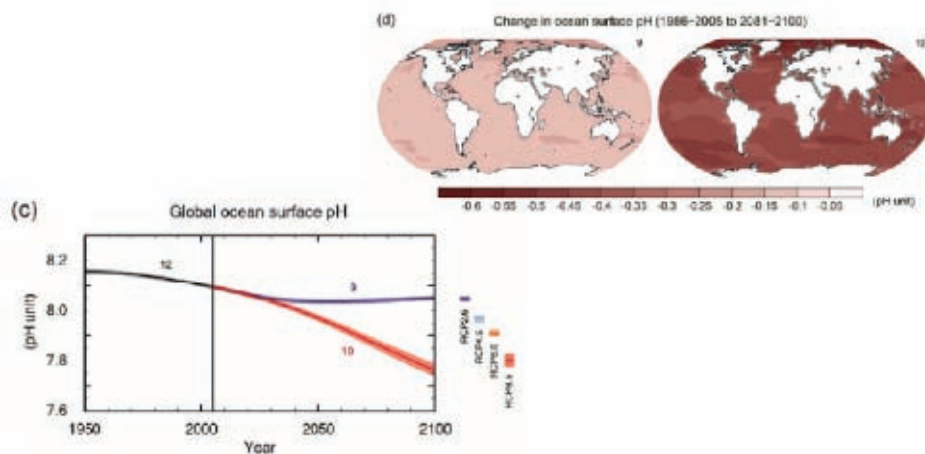 (d)
Change in ocean surface pH (1986–2005 to 2081–2100)
9
10
-0.6 -0.55 -0.5 -0.45 -0.4 -0.35 -0.3 -0.25 -0.2 -0.15 -0.1 -0.05 (pH unit)
(c)
Global ocean surface pH
8.2
8.0
7.8
7.6
(pH unit)
12
9
10
1950 2000 2050 2100
Year
RCP2.6
RCP4.5
RCP6.0
RCP8.5